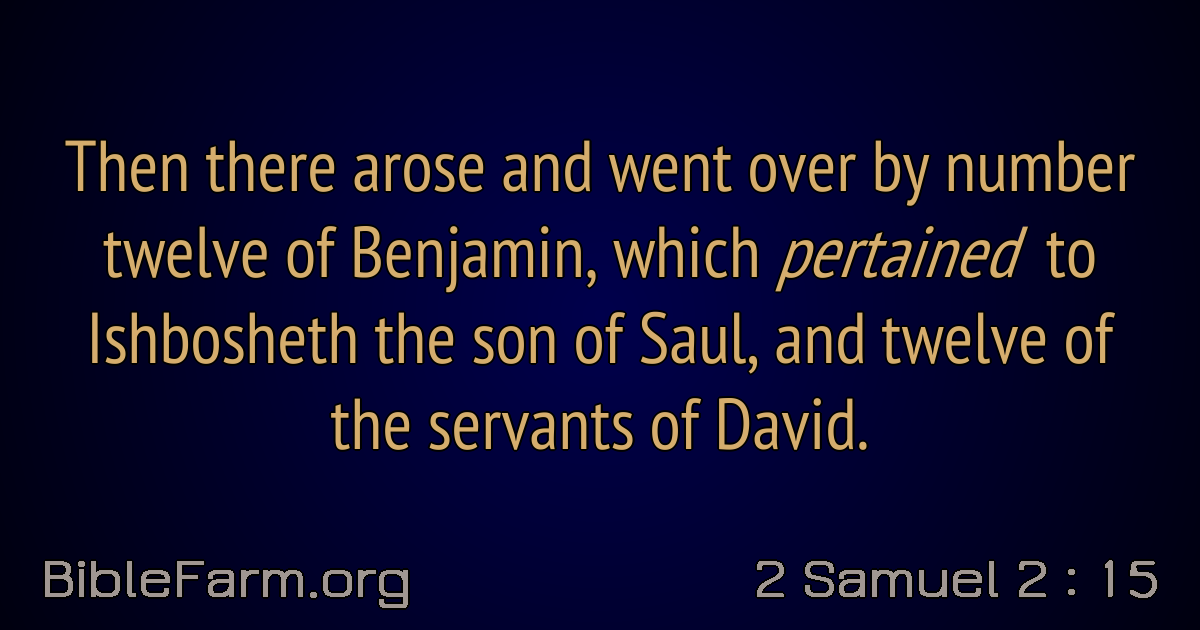 Then there arose and went over by number
twelve of Benjamin, which pertained to
Ishbosheth the son of Saul, and twelve of
the servants of David.
BibleFarm.org
2 Samuel 2 : 15